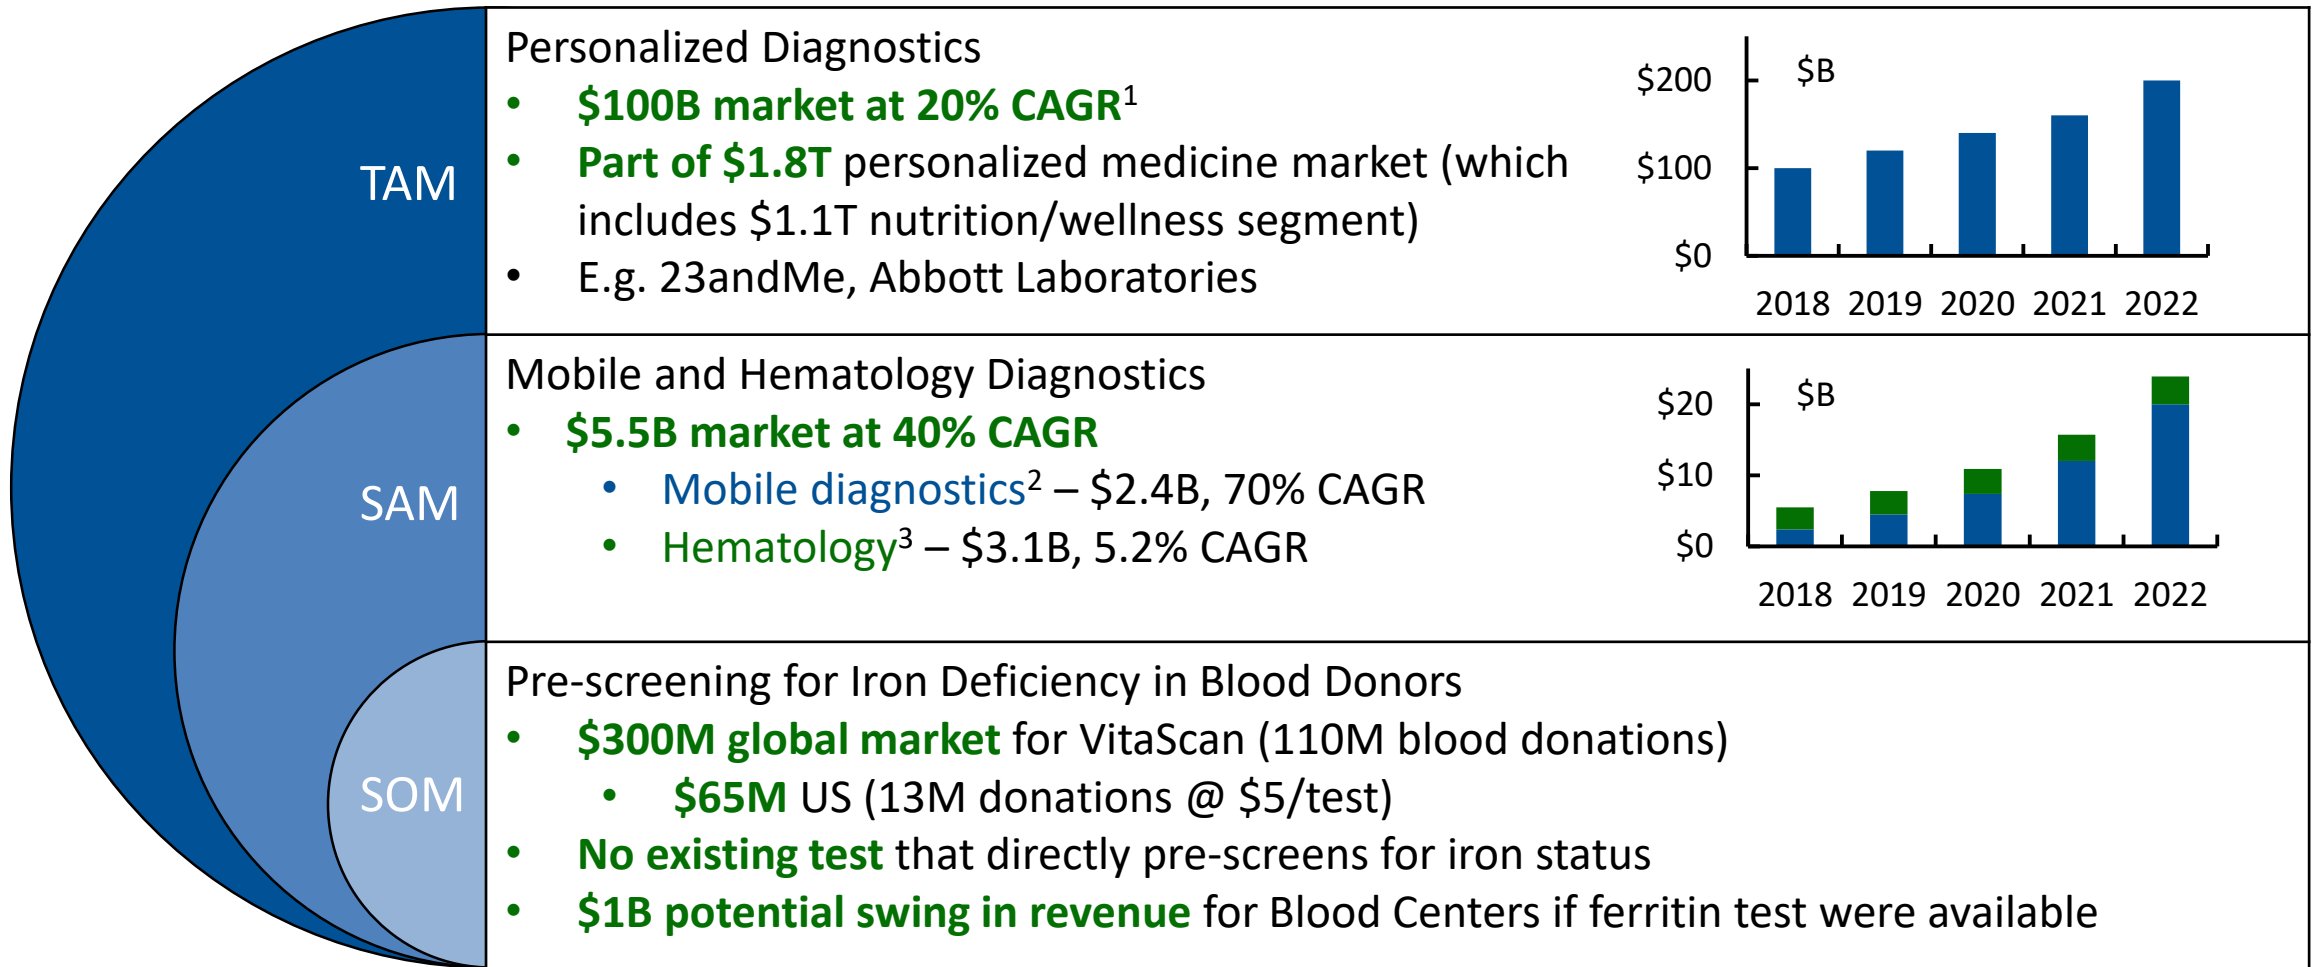 TAM
Personalized Diagnostics
• $100B market at 20% CAGR¹
• Part of $1.8T personalized medicine market (which
includes $1.1T nutrition/wellness segment)
• E.g. 23andMe, Abbott Laboratories
$B
$200
$100
$0
2018 2019 2020 2021 2022
SAM
Mobile and Hematology Diagnostics
• $5.5B market at 40% CAGR
• Mobile diagnostics² – $2.4B, 70% CAGR
• Hematology³ – $3.1B, 5.2% CAGR
$B
$20
$10
$0
2018 2019 2020 2021 2022
SOM
Pre-screening for Iron Deficiency in Blood Donors
• $300M global market for VitaScan (110M blood donations)
• $65M US (13M donations @ $5/test)
• No existing test that directly pre-screens for iron status
• $1B potential swing in revenue for Blood Centers if ferritin test were available